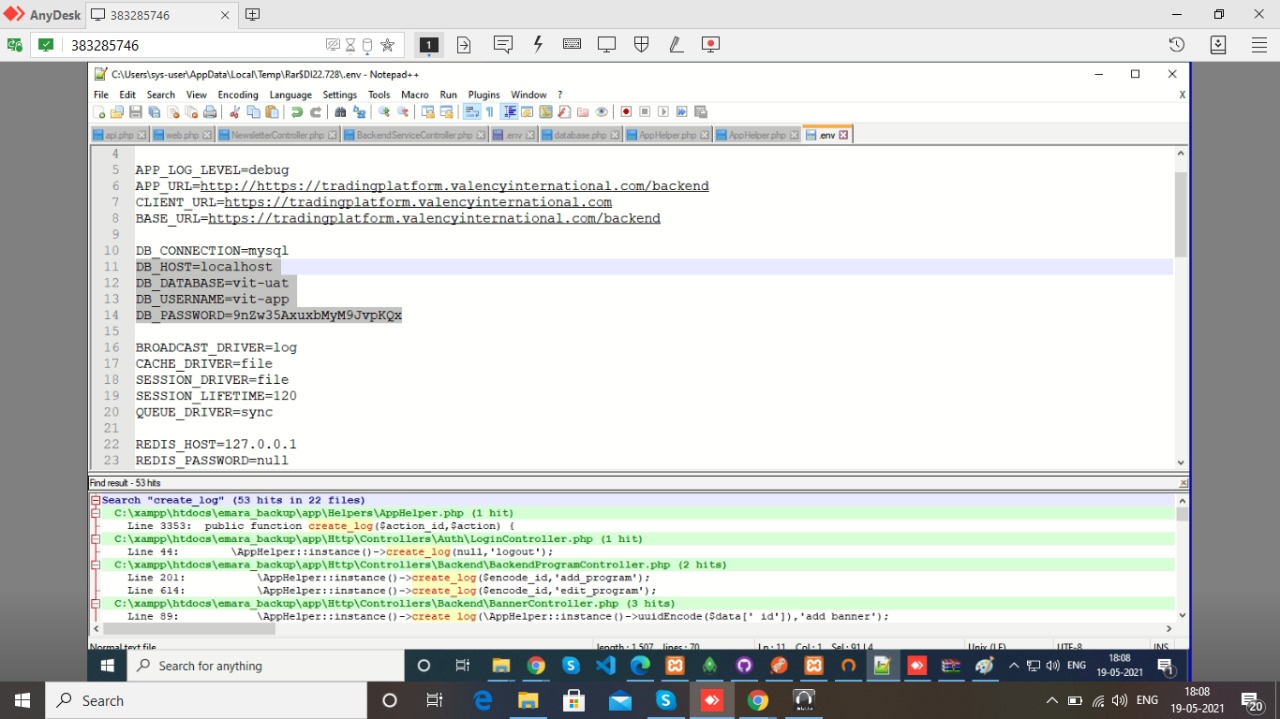 AnyDesk 383285746
383285746 1
C:\Users\sys-user\AppData\Local\Temp\Rar$DI22.728\.env - Notepad++
File Edit Search View Encoding Language Settings Tools Macro Run Plugins Window ? X
api.php web.php NewsletterController.php BackendServiceController.php .env database.php AppHelper.php AppHelper.php .env
4
5 APP_LOG_LEVEL=debug
6 APP_URL=http://https://tradingplatform.valencyinternational.com/backend
7 CLIENT_URL=https://tradingplatform.valencyinternational.com
8 BASE_URL=https://tradingplatform.valencyinternational.com/backend
9
10 DB_CONNECTION=mysql
11 DB_HOST=localhost
12 DB_DATABASE=vit-uat
13 DB_USERNAME=vit-app
14 DB_PASSWORD=9nZw35AxuxbMyM9JvpKQx
15
16 BROADCAST_DRIVER=log
17 CACHE_DRIVER=file
18 SESSION_DRIVER=file
19 SESSION_LIFETIME=120
20 QUEUE_DRIVER=sync
21
22 REDIS_HOST=127.0.0.1
23 REDIS_PASSWORD=null
Find result - 53 hits
Search "create_log" (53 hits in 22 files)
C:\xampp\htdocs\emara_backup\app\Helpers\AppHelper.php (1 hit)
Line 3353: public function create_log($action_id,$action) {
C:\xampp\htdocs\emara_backup\app\Http\Controllers\Auth\LoginController.php (1 hit)
Line 44: \AppHelper::instance()->create_log(null,'logout');
C:\xampp\htdocs\emara_backup\app\Http\Controllers\Backend\BackendProgramController.php (2 hits)
Line 201: \AppHelper::instance()->create_log($encode_id,'add_program');
Line 614: \AppHelper::instance()->create_log($encode_id,'edit_program');
C:\xampp\htdocs\emara_backup\app\Http\Controllers\Backend\BannerController.php (3 hits)
Line 89: \AppHelper::instance()->create_log(\AppHelper::instance()->uuidEncode($data['_id']),'add banner');
Normal text file length : 1,507 lines : 70 Ln : 11 Col : 1 Sel : 91 | 4 Unix (LF) UTF-8 INS
Search for anything ENG 18:08
19-05-2021 1
Search ENG 18:08
19-05-2021 20